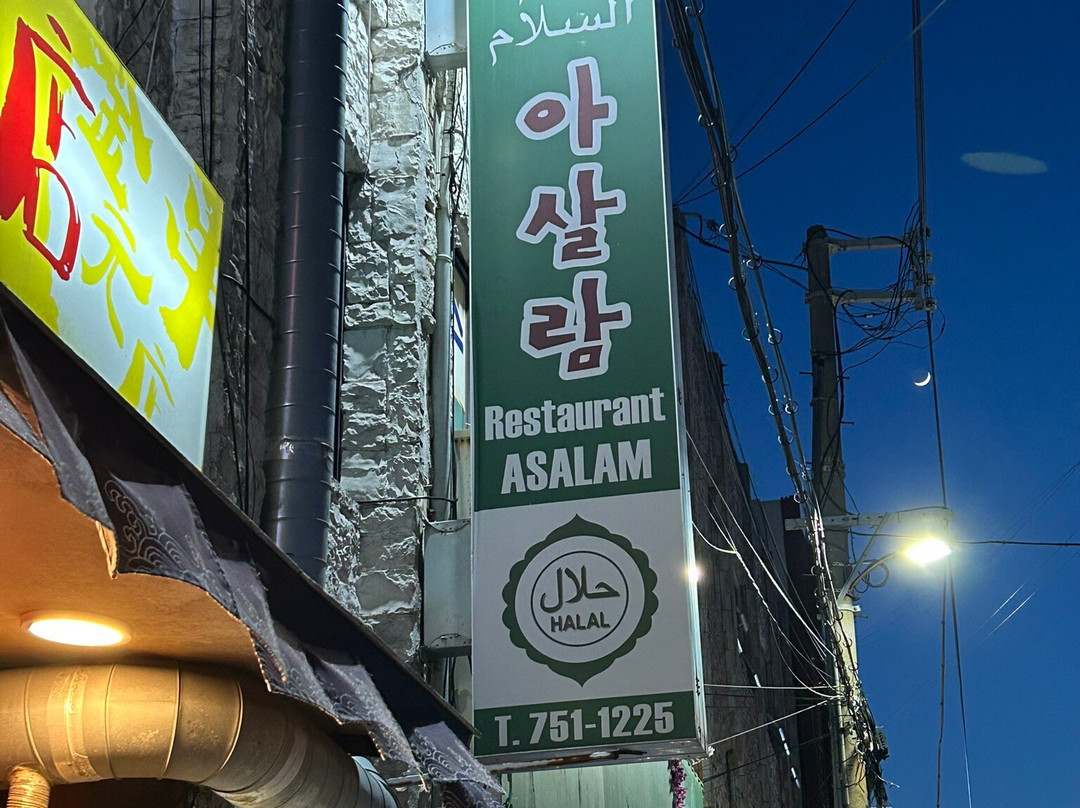 السلام
아
살
람
Restaurant
ASALAM
حلال
HALAL
T. 751-1225